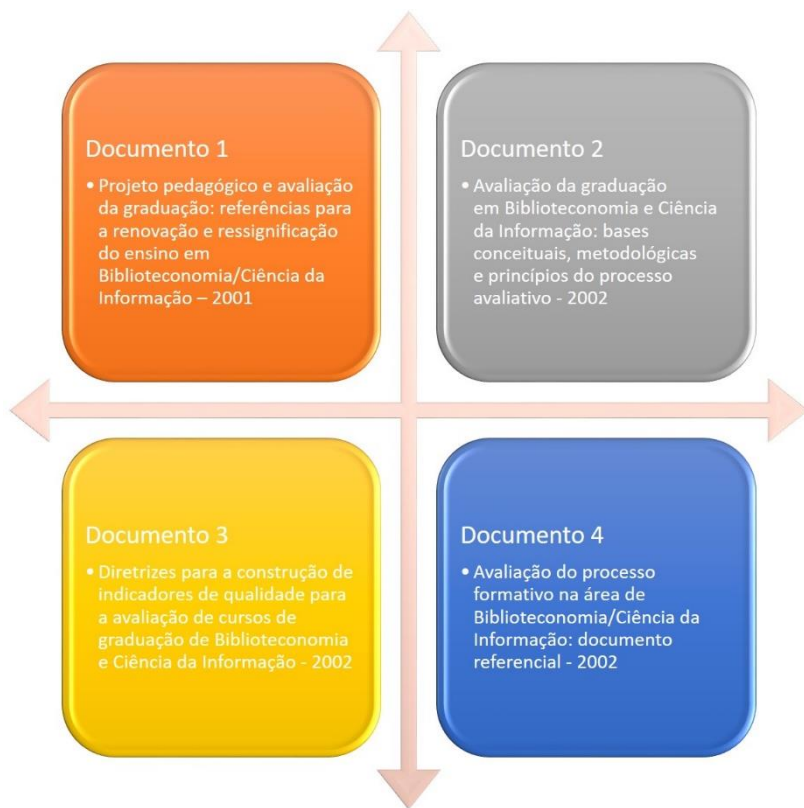 Documento 1
• Projeto pedagógico e avaliação
da graduação: referências para
a renovação e ressignificação
do ensino em
Biblioteconomia/Ciência da
Informação – 2001
Documento 2
• Avaliação da graduação
em Biblioteconomia e Ciência
da Informação: bases
conceituais, metodológicas
e princípios do processo
avaliativo - 2002
Documento 3
• Diretrizes para a construção de
indicadores de qualidade para
a avaliação de cursos de
graduação de Biblioteconomia
e Ciência da Informação - 2002
Documento 4
• Avaliação do processo
formativo na área de
Biblioteconomia/Ciência da
Informação: documento
referencial - 2002